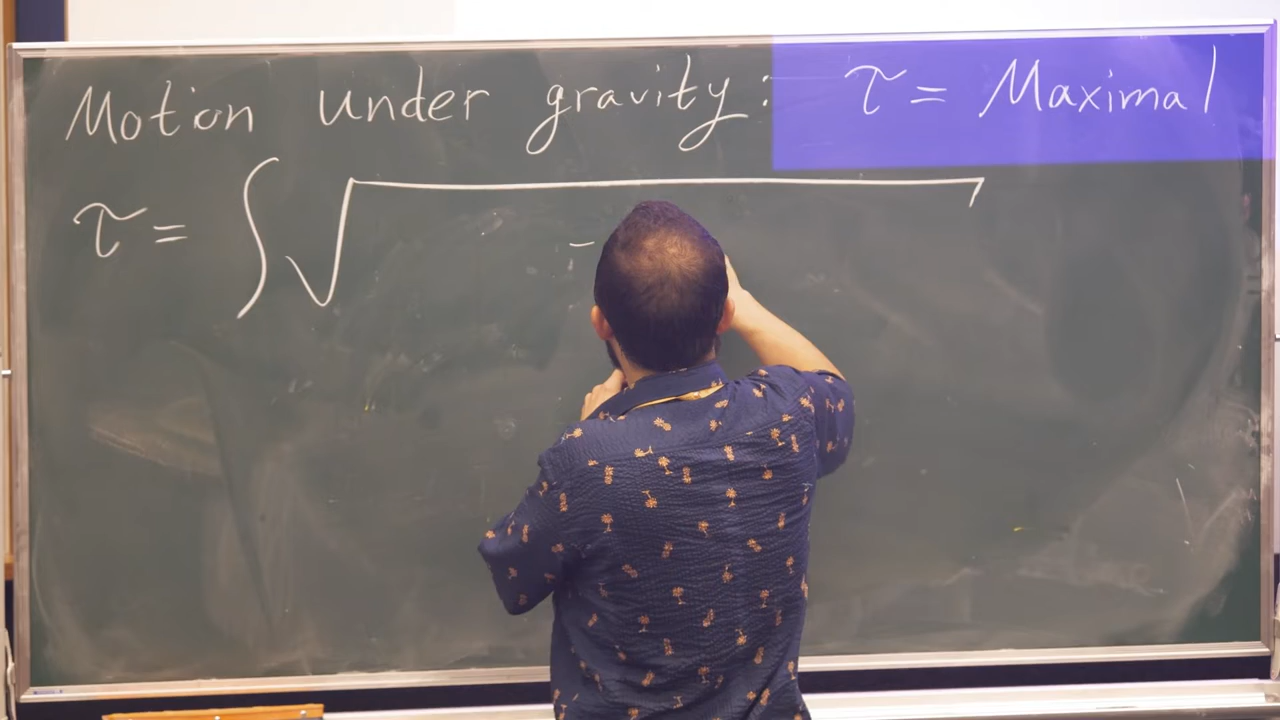 Motion under gravity: τ = Maximal
τ = ∫√ -